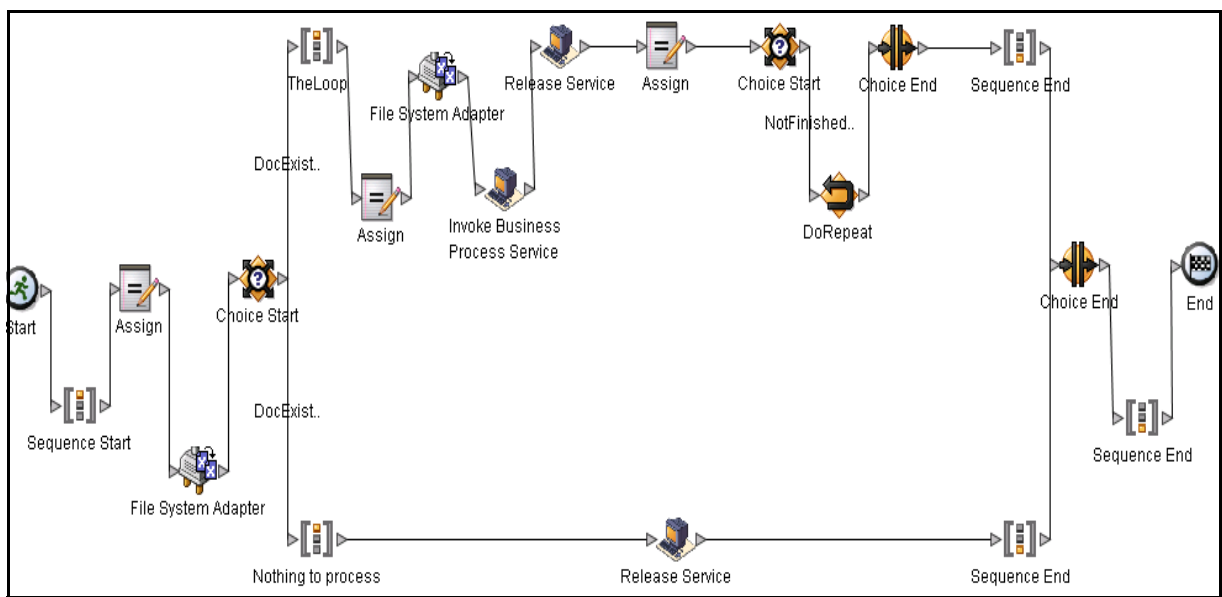 TheLoop
File System Adapter
Release Service
Assign
Choice Start
Choice End
Sequence End
NotFinished..
DocExist..
Assign
Invoke Business
Process Service
DoRepeat
Start
Assign
Choice Start
Choice End
End
DocExist..
Sequence Start
File System Adapter
Sequence End
Nothing to process
Release Service
Sequence End